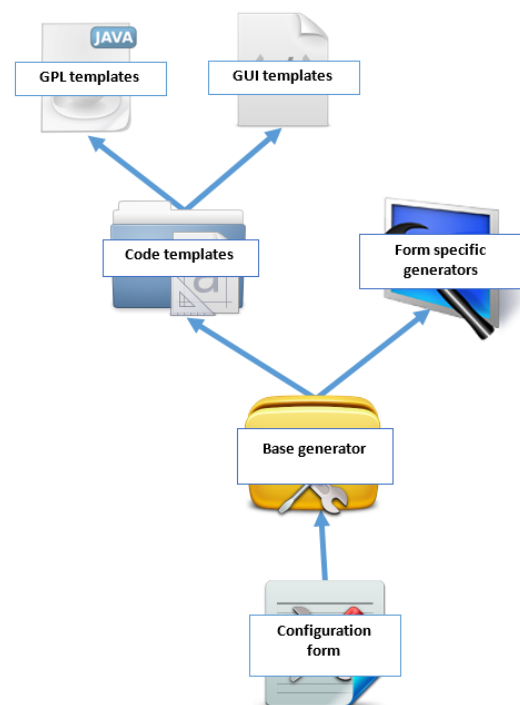 JAVA
GPL templates
GUI templates
Code templates
a
Form specific
generators
Base generator
Configuration
form